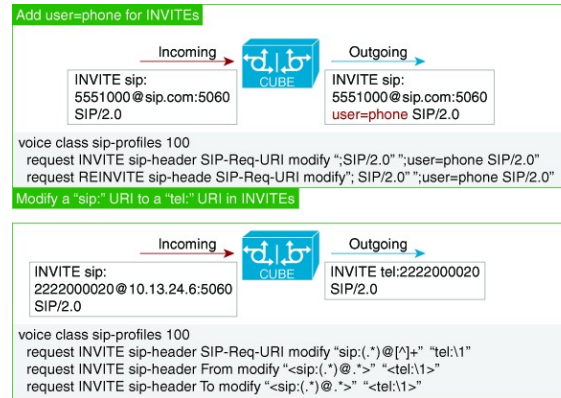 Add user=phone for INVITEs
Incoming
Outgoing
INVITE sip:
5551000@sip.com:5060
SIP/2.0
CUBE
INVITE sip:
5551000@sip.com:5060
user=phone SIP/2.0
voice class sip-profiles 100
request INVITE sip-header SIP-Req-URI modify “;SIP/2.0” ”;user=phone SIP/2.0”
request REINVITE sip-heade SIP-Req-URI modify”; SIP/2.0” ”;user=phone SIP/2.0”
Modify a “sip:” URI to a “tel:” URI in INVITEs
Incoming
Outgoing
INVITE sip:
2222000020@10.13.24.6:5060
SIP/2.0
CUBE
INVITE tel:2222000020
SIP/2.0
voice class sip-profiles 100
request INVITE sip-header SIP-Req-URI modify “sip:(.*)@[^]+” “tel:\1”
request INVITE sip-header From modify “<sip:(.*)@.*>” “<tel:\1>”
request INVITE sip-header To modify “<sip:(.*)@.*>” “<tel:\1>”